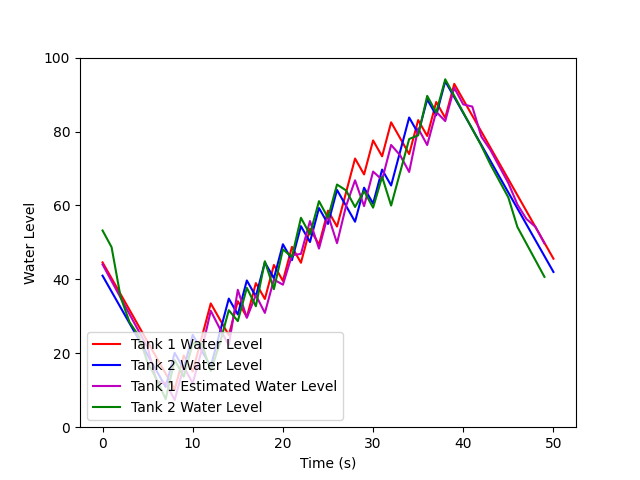 100
80
60
40
20
0
Water Level
Tank 1 Water Level
Tank 2 Water Level
Tank 1 Estimated Water Level
Tank 2 Water Level
0 10 20 30 40 50
Time (s)